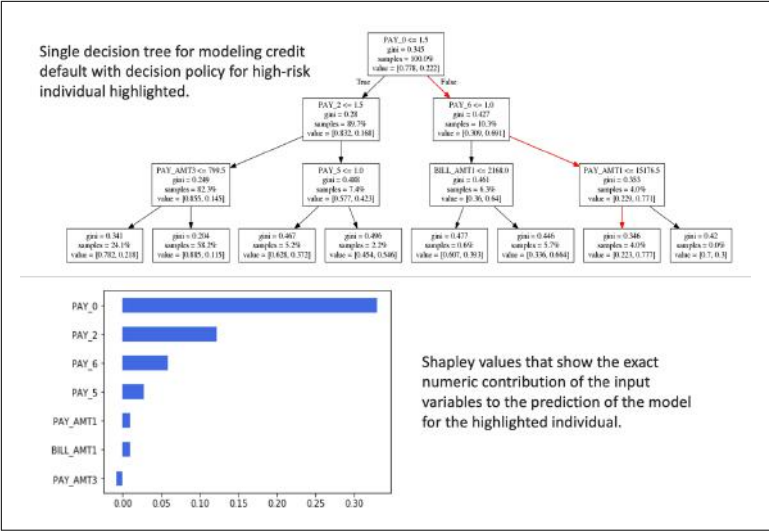 Single decision tree for modeling credit
default with decision policy for high-risk
individual highlighted.
PAY_0 <= 1.5
gini = 0.345
samples = 100.0%
value = [0.778, 0.222]
True
False
PAY_2 <= 1.5
gini = 0.28
samples = 89.7%
value = [0.832, 0.168]
PAY_6 <= 1.0
gini = 0.427
samples = 10.3%
value = [0.309, 0.691]
PAY_AMT3 <= 799.5
gini = 0.249
samples = 82.3%
value = [0.855, 0.145]
PAY_5 <= 1.0
gini = 0.488
samples = 7.4%
value = [0.577, 0.423]
BILL_AMT1 <= 2168.0
gini = 0.461
samples = 6.3%
value = [0.36, 0.64]
PAY_AMT1 <= 15176.5
gini = 0.353
samples = 4.0%
value = [0.229, 0.771]
gini = 0.341
samples = 24.1%
value = [0.782, 0.218]
gini = 0.204
samples = 58.2%
value = [0.885, 0.115]
gini = 0.467
samples = 5.2%
value = [0.628, 0.372]
gini = 0.496
samples = 2.2%
value = [0.454, 0.546]
gini = 0.477
samples = 0.6%
value = [0.607, 0.393]
gini = 0.446
samples = 5.7%
value = [0.336, 0.664]
gini = 0.346
samples = 4.0%
value = [0.223, 0.777]
gini = 0.42
samples = 0.0%
value = [0.7, 0.3]
PAY_0
PAY_2
PAY_6
PAY_5
PAY_AMT1
BILL_AMT1
PAY_AMT3
0.00 0.05 0.10 0.15 0.20 0.25 0.30
Shapley values that show the exact
numeric contribution of the input
variables to the prediction of the model
for the highlighted individual.